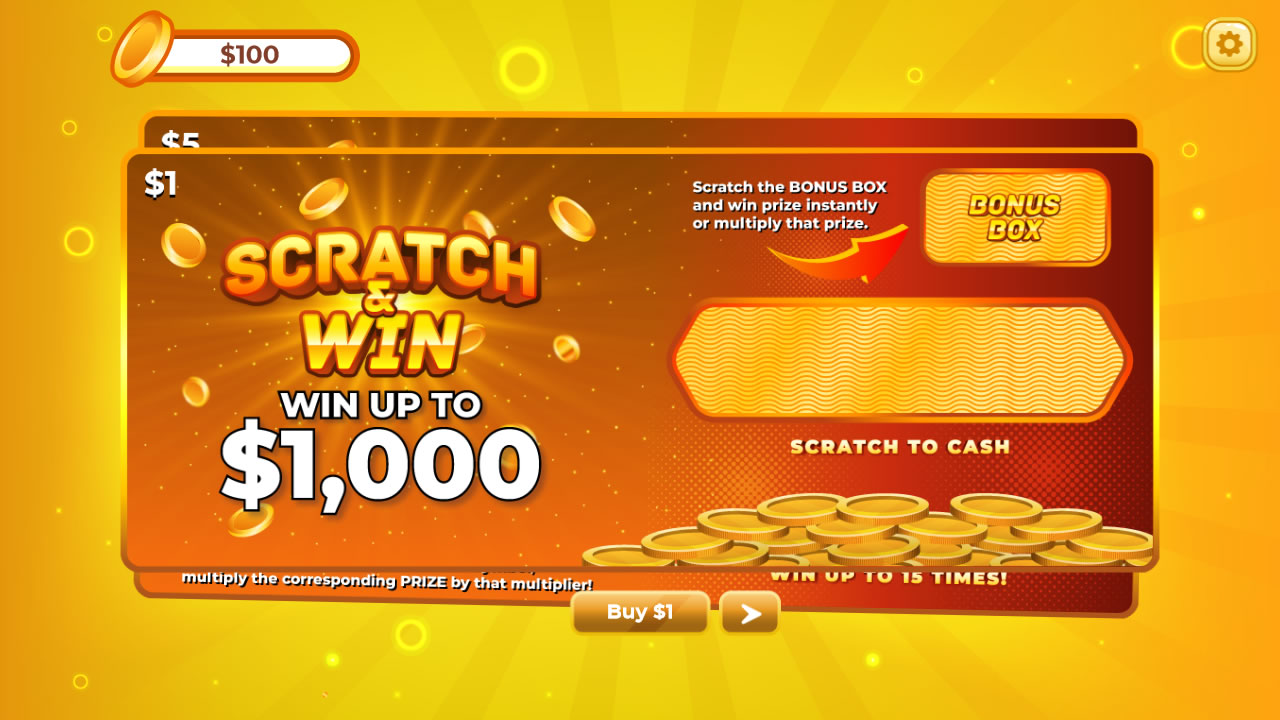 $100
$5
$1
Scratch the BONUS BOX
and win prize instantly
or multiply that prize.
BONUS
BOX
SCRATCH
&
WIN
WIN UP TO
$1,000
SCRATCH TO CASH
multiply the corresponding PRIZE by that multiplier!
WIN UP TO 15 TIMES!
Buy $1